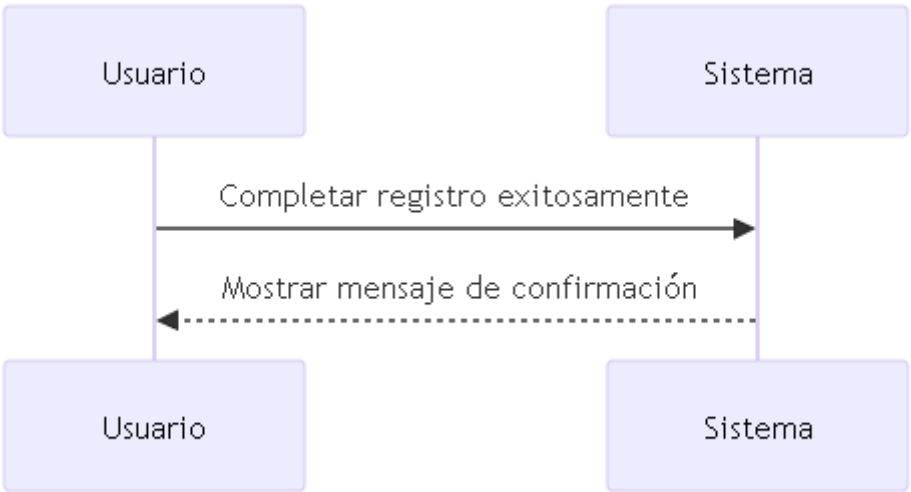 Usuario
Sistema
Completar registro exitosamente
Mostrar mensaje de confirmación
Usuario
Sistema